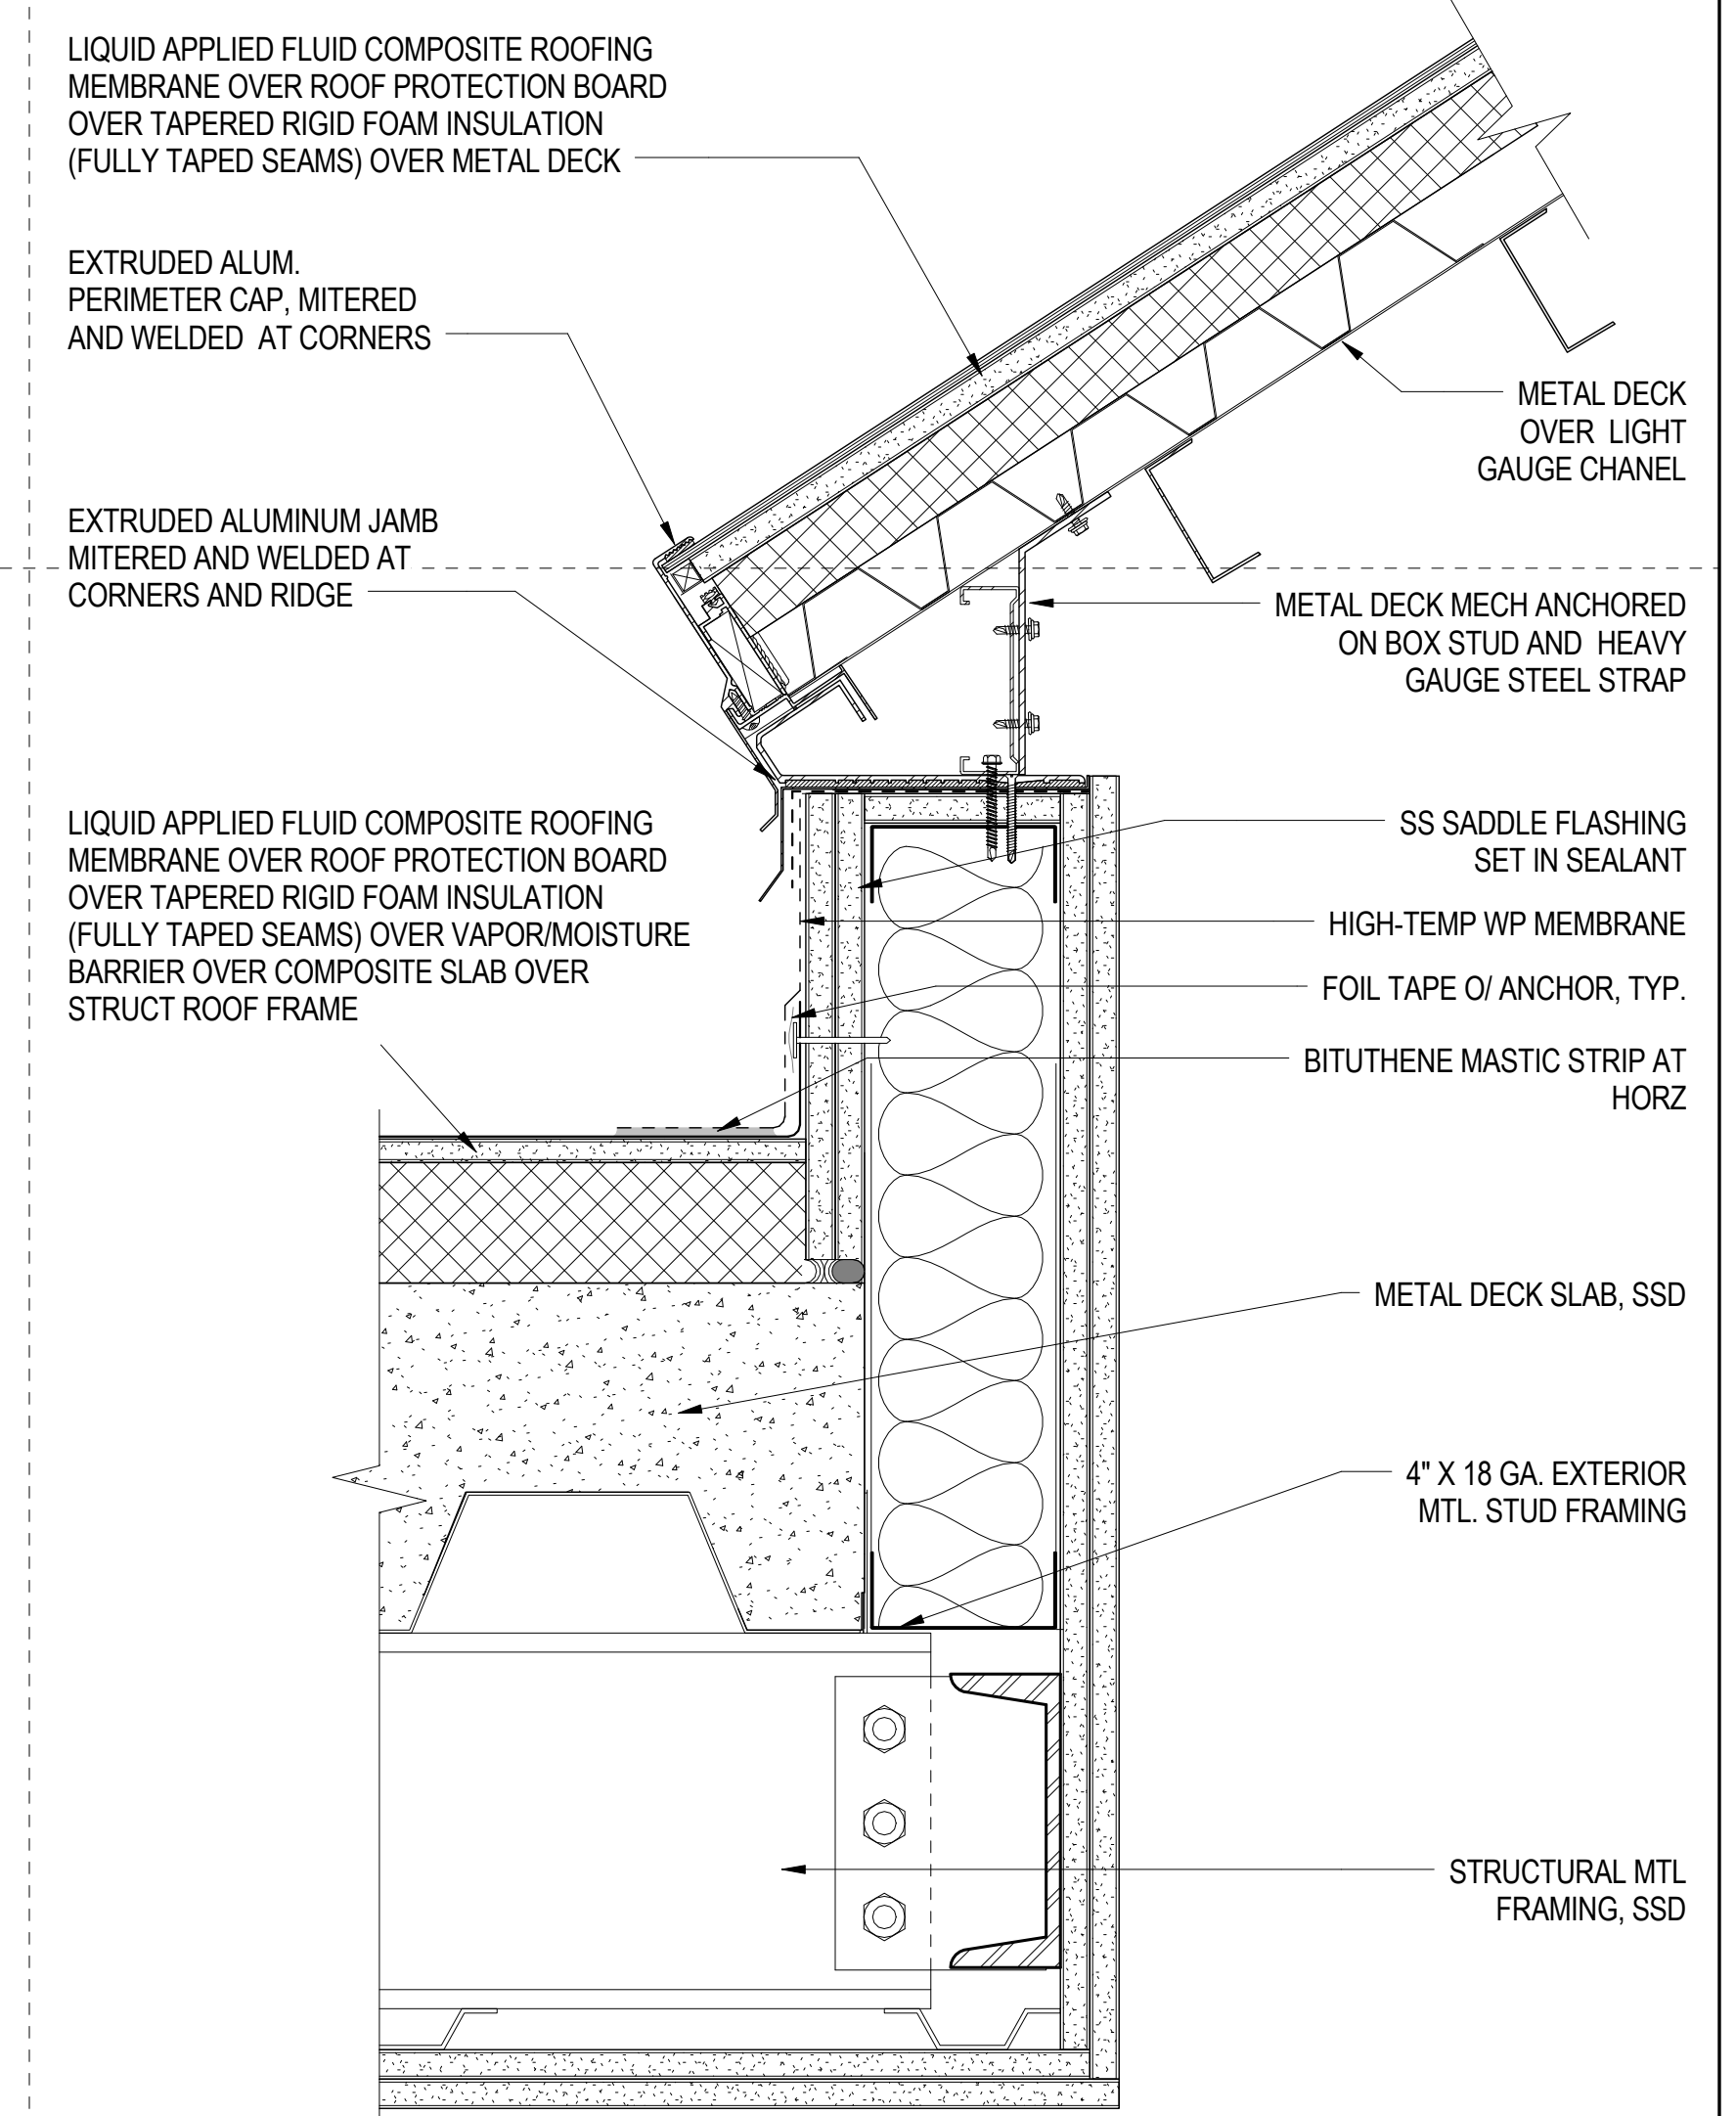 LIQUID APPLIED FLUID COMPOSITE ROOFING
MEMBRANE OVER ROOF PROTECTION BOARD
OVER TAPERED RIGID FOAM INSULATION
(FULLY TAPED SEAMS) OVER METAL DECK
EXTRUDED ALUM.
PERIMETER CAP, MITERED
AND WELDED AT CORNERS
EXTRUDED ALUMINUM JAMB
MITERED AND WELDED AT
CORNERS AND RIDGE
LIQUID APPLIED FLUID COMPOSITE ROOFING
MEMBRANE OVER ROOF PROTECTION BOARD
OVER TAPERED RIGID FOAM INSULATION
(FULLY TAPED SEAMS) OVER VAPOR/MOISTURE
BARRIER OVER COMPOSITE SLAB OVER
STRUCT ROOF FRAME
METAL DECK
OVER LIGHT
GAUGE CHANEL
METAL DECK MECH ANCHORED
ON BOX STUD AND HEAVY
GAUGE STEEL STRAP
SS SADDLE FLASHING
SET IN SEALANT
HIGH-TEMP WP MEMBRANE
FOIL TAPE O/ ANCHOR, TYP.
BITUTHENE MASTIC STRIP AT
HORZ
METAL DECK SLAB, SSD
4" X 18 GA. EXTERIOR
MTL. STUD FRAMING
STRUCTURAL MTL
FRAMING, SSD